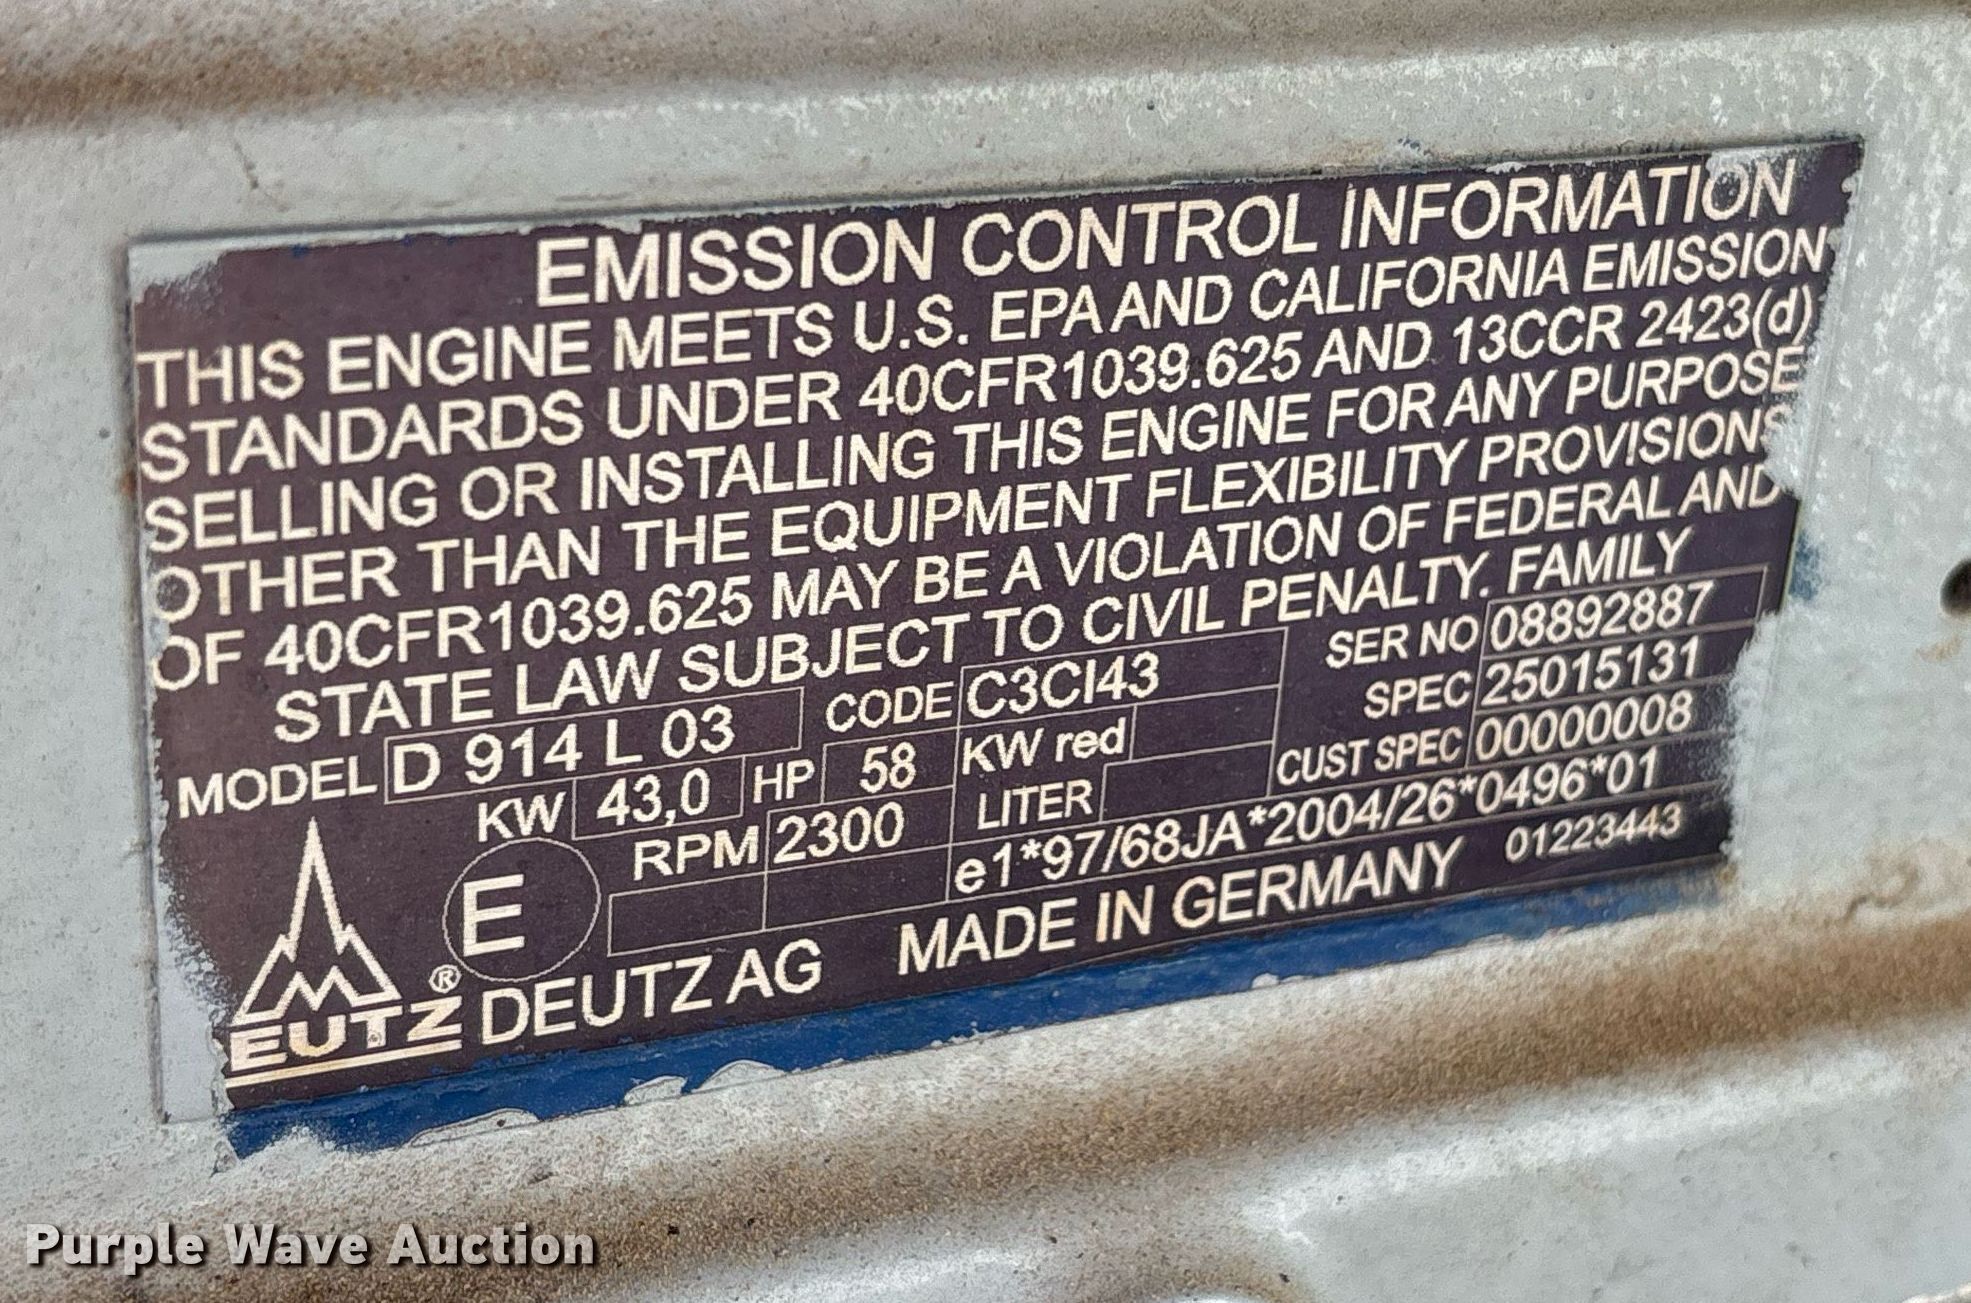 EMISSION CONTROL INFORMATION
THIS ENGINE MEETS U.S. EPA AND CALIFORNIA EMISSION
STANDARDS UNDER 40CFR1039.625 AND 13CCR 2423(d)
SELLING OR INSTALLING THIS ENGINE FOR ANY PURPOSE
OTHER THAN THE EQUIPMENT FLEXIBILITY PROVISIONS
OF 40CFR1039.625 MAY BE A VIOLATION OF FEDERAL AND
STATE LAW SUBJECT TO CIVIL PENALTY. FAMILY
MODEL D 914 L 03 CODE C3CI43 SER NO 08892887
KW 43,0 HP 58 KW red SPEC 25015131
RPM 2300 LITER CUST SPEC 00000008
E e1*97/68JA*2004/26*0496*01
EUTZ® DEUTZ AG MADE IN GERMANY 01223443
Purple Wave Auction